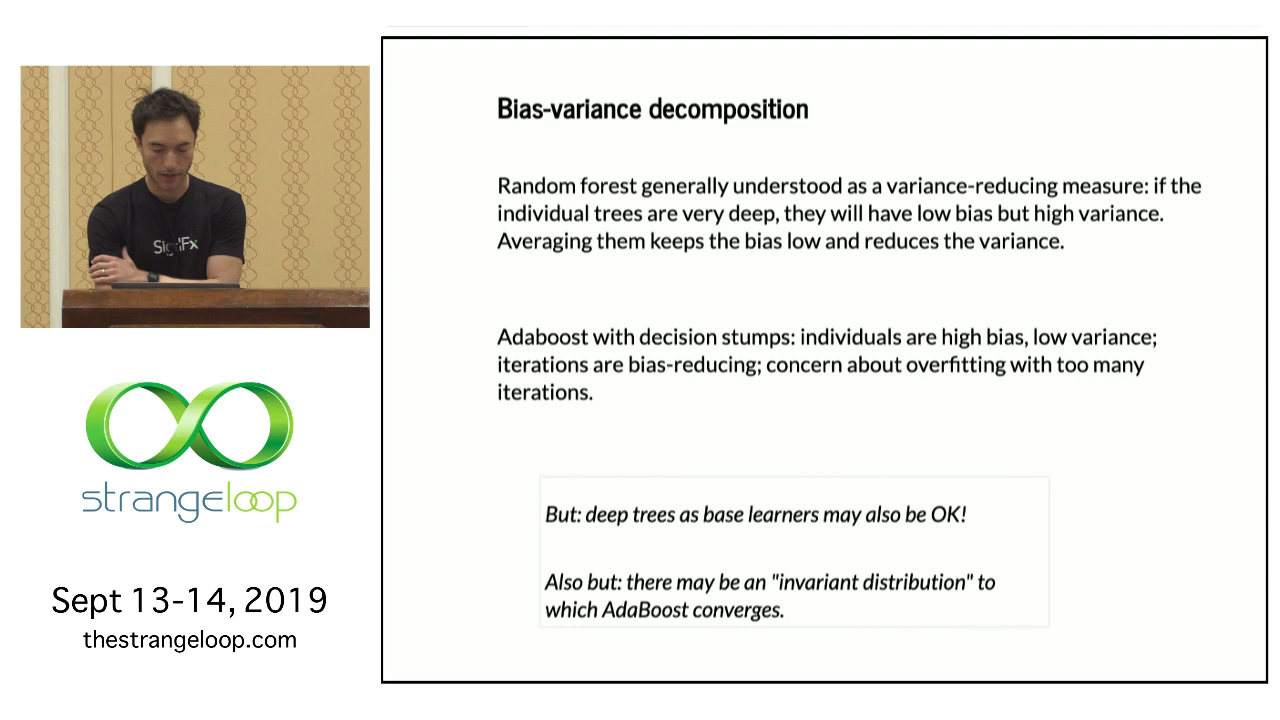 Bias-variance decomposition
Random forest generally understood as a variance-reducing measure: if the
individual trees are very deep, they will have low bias but high variance.
Averaging them keeps the bias low and reduces the variance.
Adaboost with decision stumps: individuals are high bias, low variance;
iterations are bias-reducing; concern about overfitting with too many
iterations.
But: deep trees as base learners may also be OK!
Also but: there may be an "invariant distribution" to
which AdaBoost converges.
SignalFx
strangeloop
Sept 13-14, 2019
thestrangeloop.com